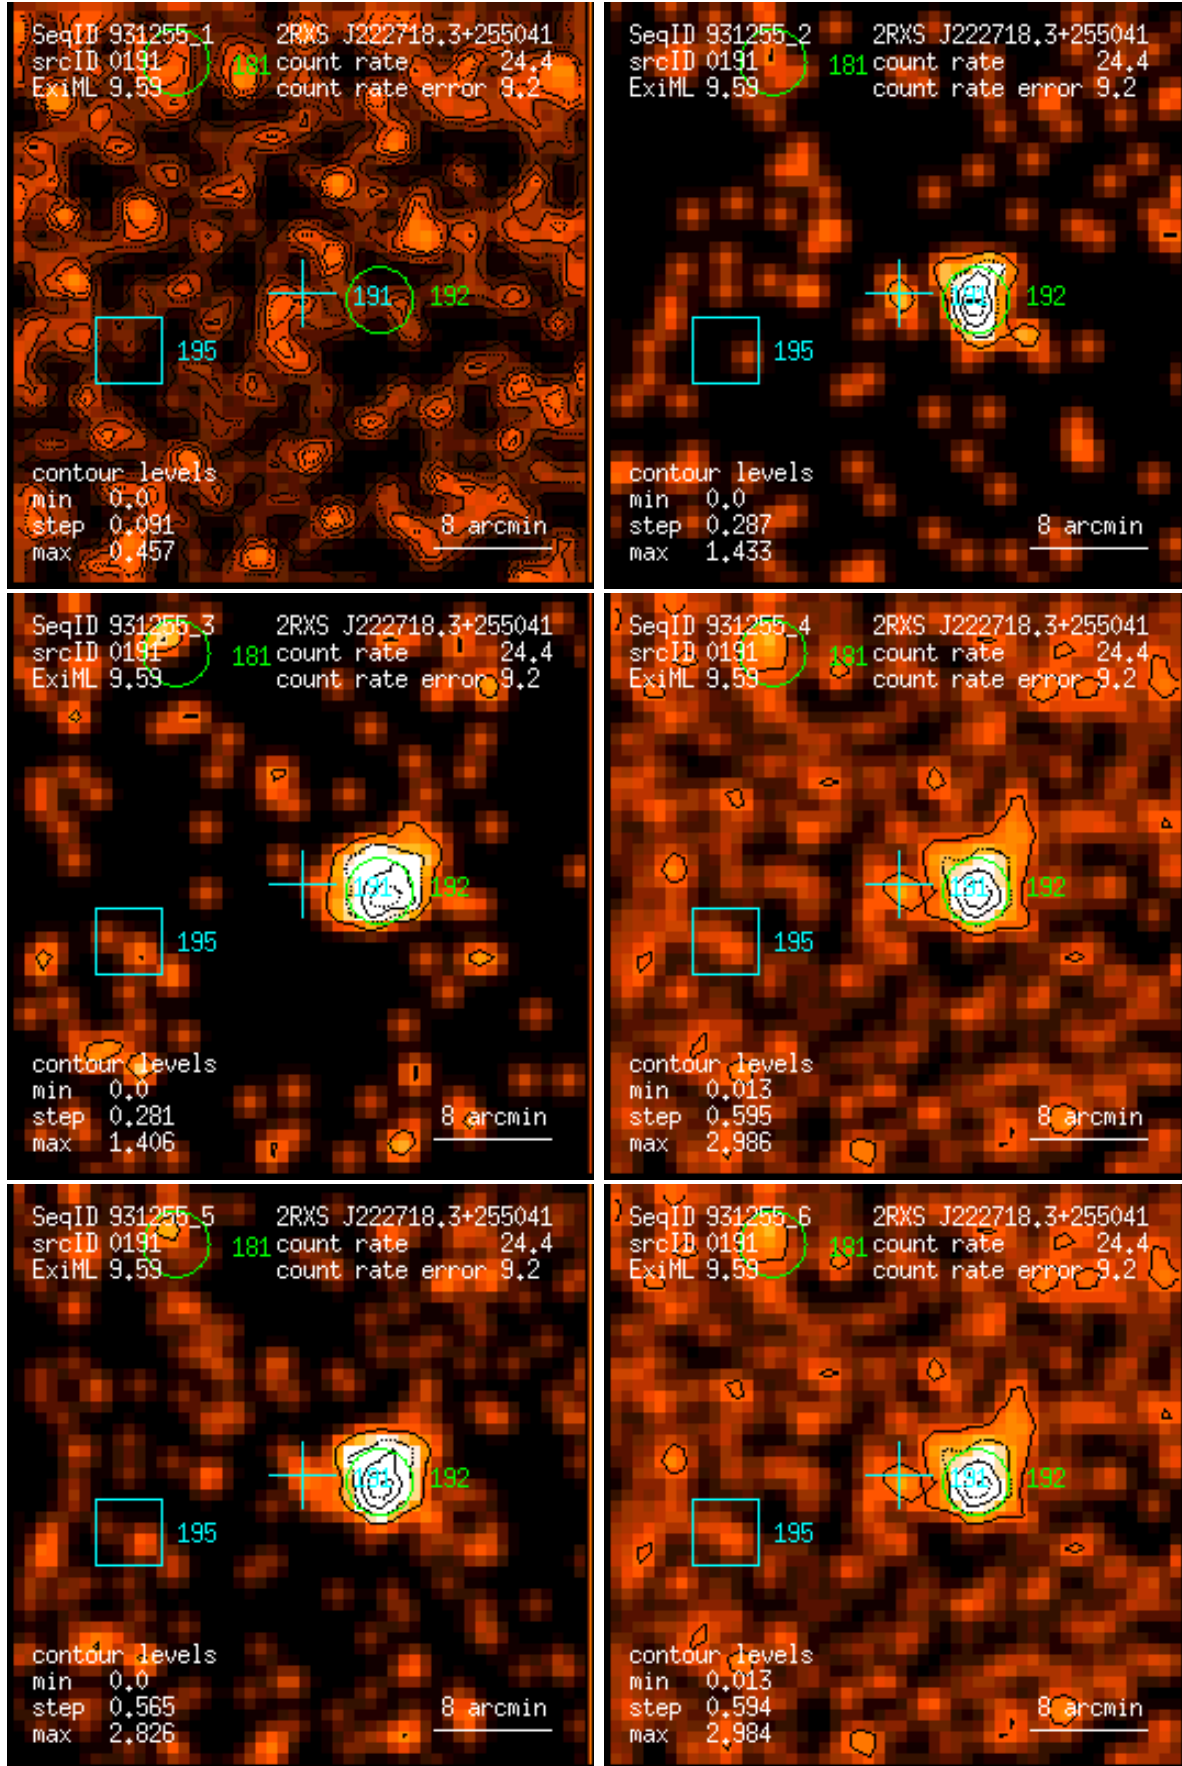 SeqID 931255_1 2RXS J222718.3+255041
srcID 0191 181 count rate 24.4
ExiML 9.59 count rate error 9.2
191 192
195
contour levels
min 0.0
step 0.091 8 arcmin
max 0.457
SeqID 931255_2 2RXS J222718.3+255041
srcID 0191 181 count rate 24.4
ExiML 9.59 count rate error 9.2
191 192
195
contour levels
min 0.0
step 0.287 8 arcmin
max 1.433
SeqID 931255_3 2RXS J222718.3+255041
srcID 0191 181 count rate 24.4
ExiML 9.59 count rate error 9.2
191 192
195
contour levels
min 0.0
step 0.281 8 arcmin
max 1.406
SeqID 931255_4 2RXS J222718.3+255041
srcID 0191 181 count rate 24.4
ExiML 9.59 count rate error 9.2
191 192
195
contour levels
min 0.013
step 0.595 8 arcmin
max 2.986
SeqID 931255_5 2RXS J222718.3+255041
srcID 0191 181 count rate 24.4
ExiML 9.59 count rate error 9.2
191 192
195
contour levels
min 0.0
step 0.565 8 arcmin
max 2.826
SeqID 931255_6 2RXS J222718.3+255041
srcID 0191 181 count rate 24.4
ExiML 9.59 count rate error 9.2
191 192
195
contour levels
min 0.013
step 0.594 8 arcmin
max 2.984